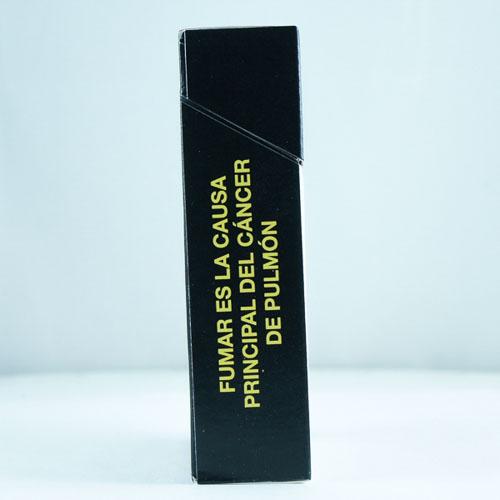 FUMAR ES LA CAUSA
PRINCIPAL DEL CÁNCER
DE PULMÓN